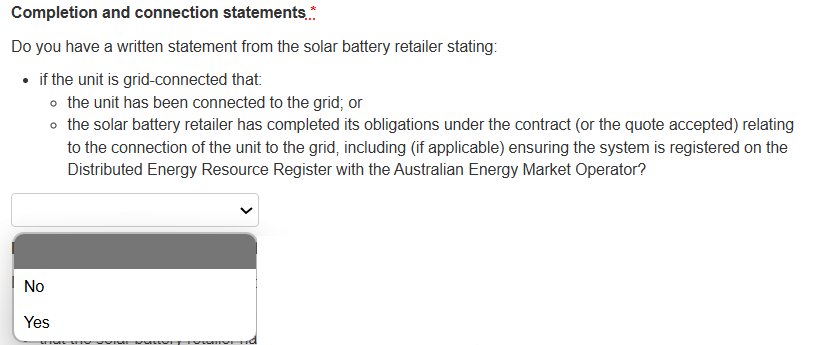 Completion and connection statements.*
Do you have a written statement from the solar battery retailer stating:
• if the unit is grid-connected that:
○ the unit has been connected to the grid; or
○ the solar battery retailer has completed its obligations under the contract (or the quote accepted) relating
to the connection of the unit to the grid, including (if applicable) ensuring the system is registered on the
Distributed Energy Resource Register with the Australian Energy Market Operator?
No
Yes